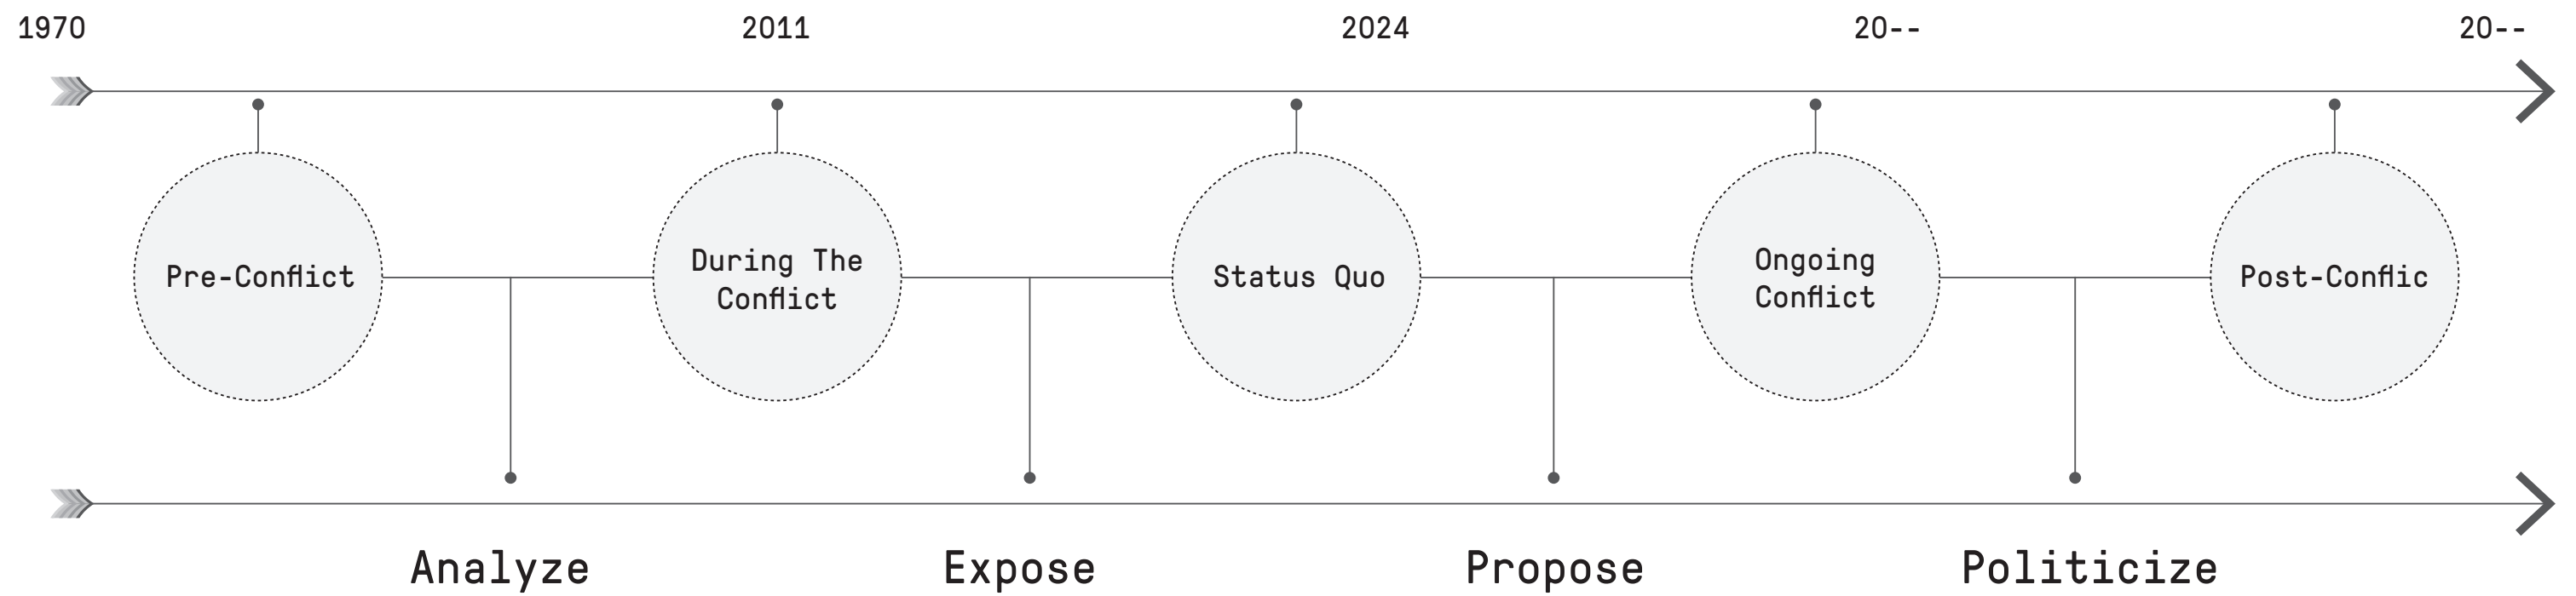 1970
2011
2024
20--
20--
Pre-Conflict
During The
Conflict
Status Quo
Ongoing
Conflict
Post-Conflic
Analyze
Expose
Propose
Politicize